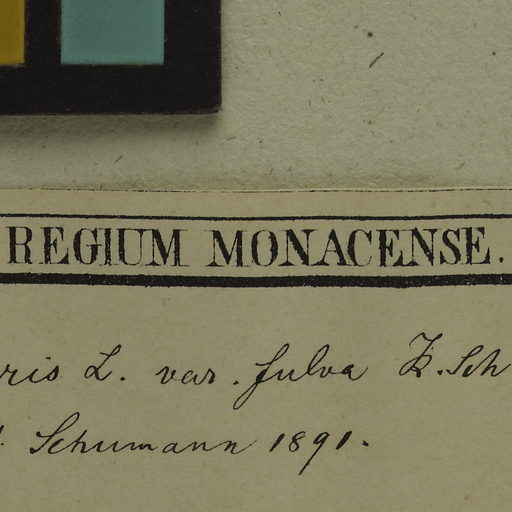 REGIUM MONACENSE.
ris L. var. fulva K. Sch
. Schumann 1891.